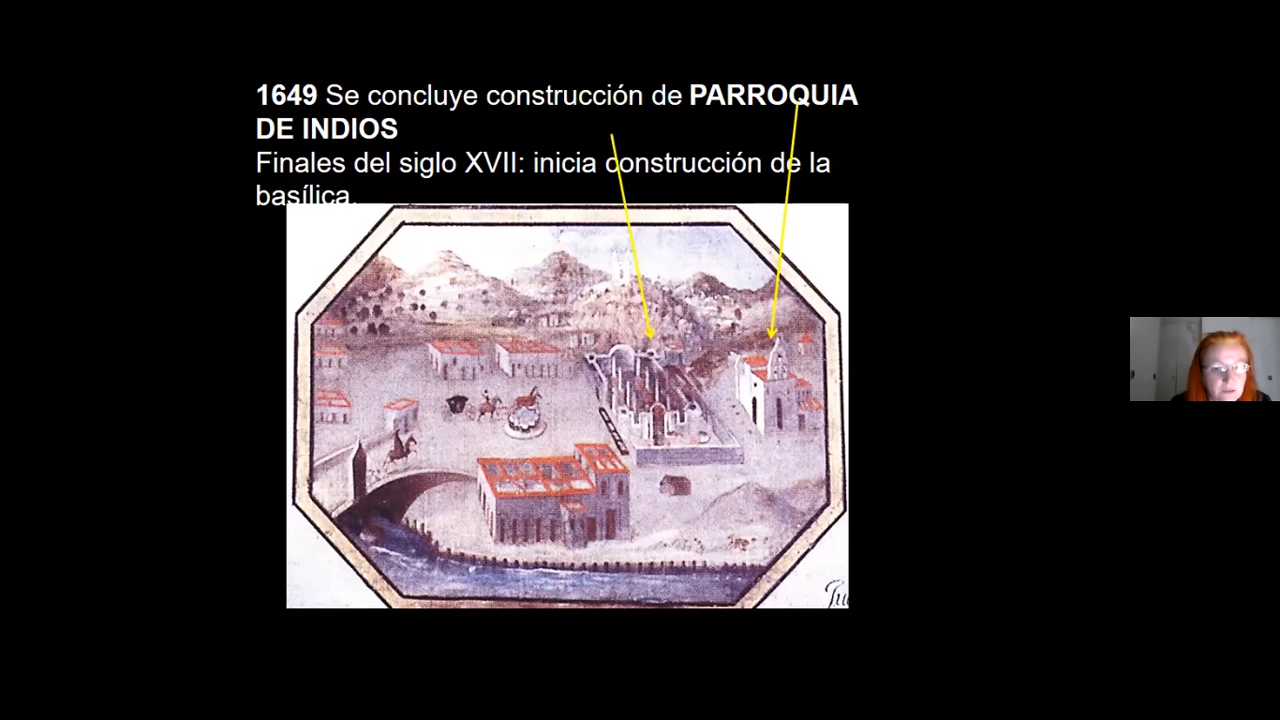 1649 Se concluye construcción de PARROQUIA
DE INDIOS
Finales del siglo XVII: inicia construcción de la
basílica.